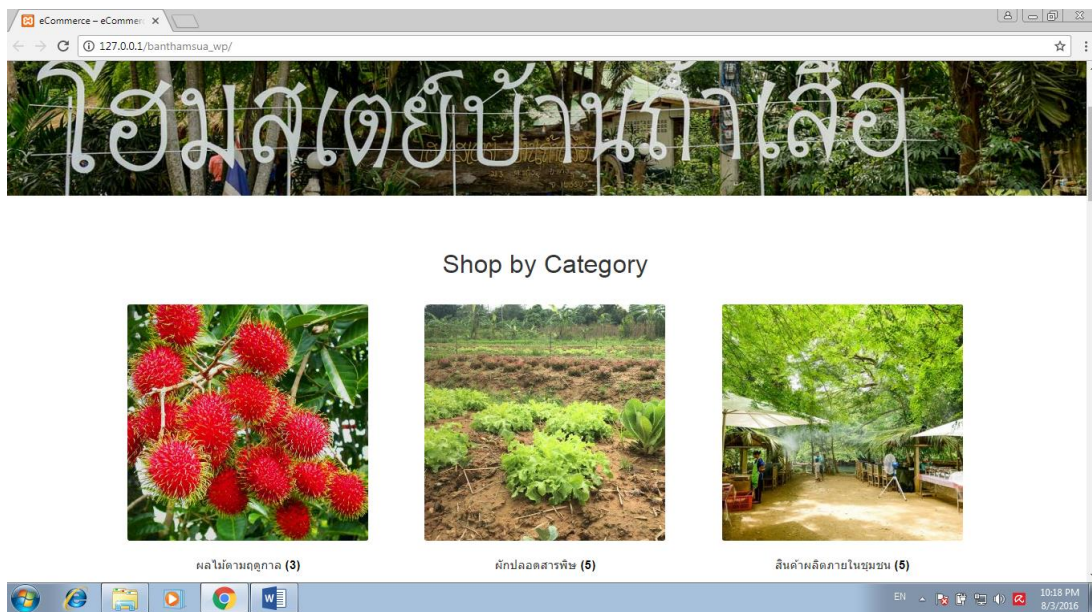 eCommerce – eCommer
127.0.0.1/banthamsua_wp/
โฮมสเตย์บ้านถ้ำเสือ
Shop by Category
ผลไม้ตามฤดูกาล (3)
ผักปลอดสารพิษ (5)
สินค้าผลิตภายในชุมชน (5)
EN
10:18 PM
8/3/2016